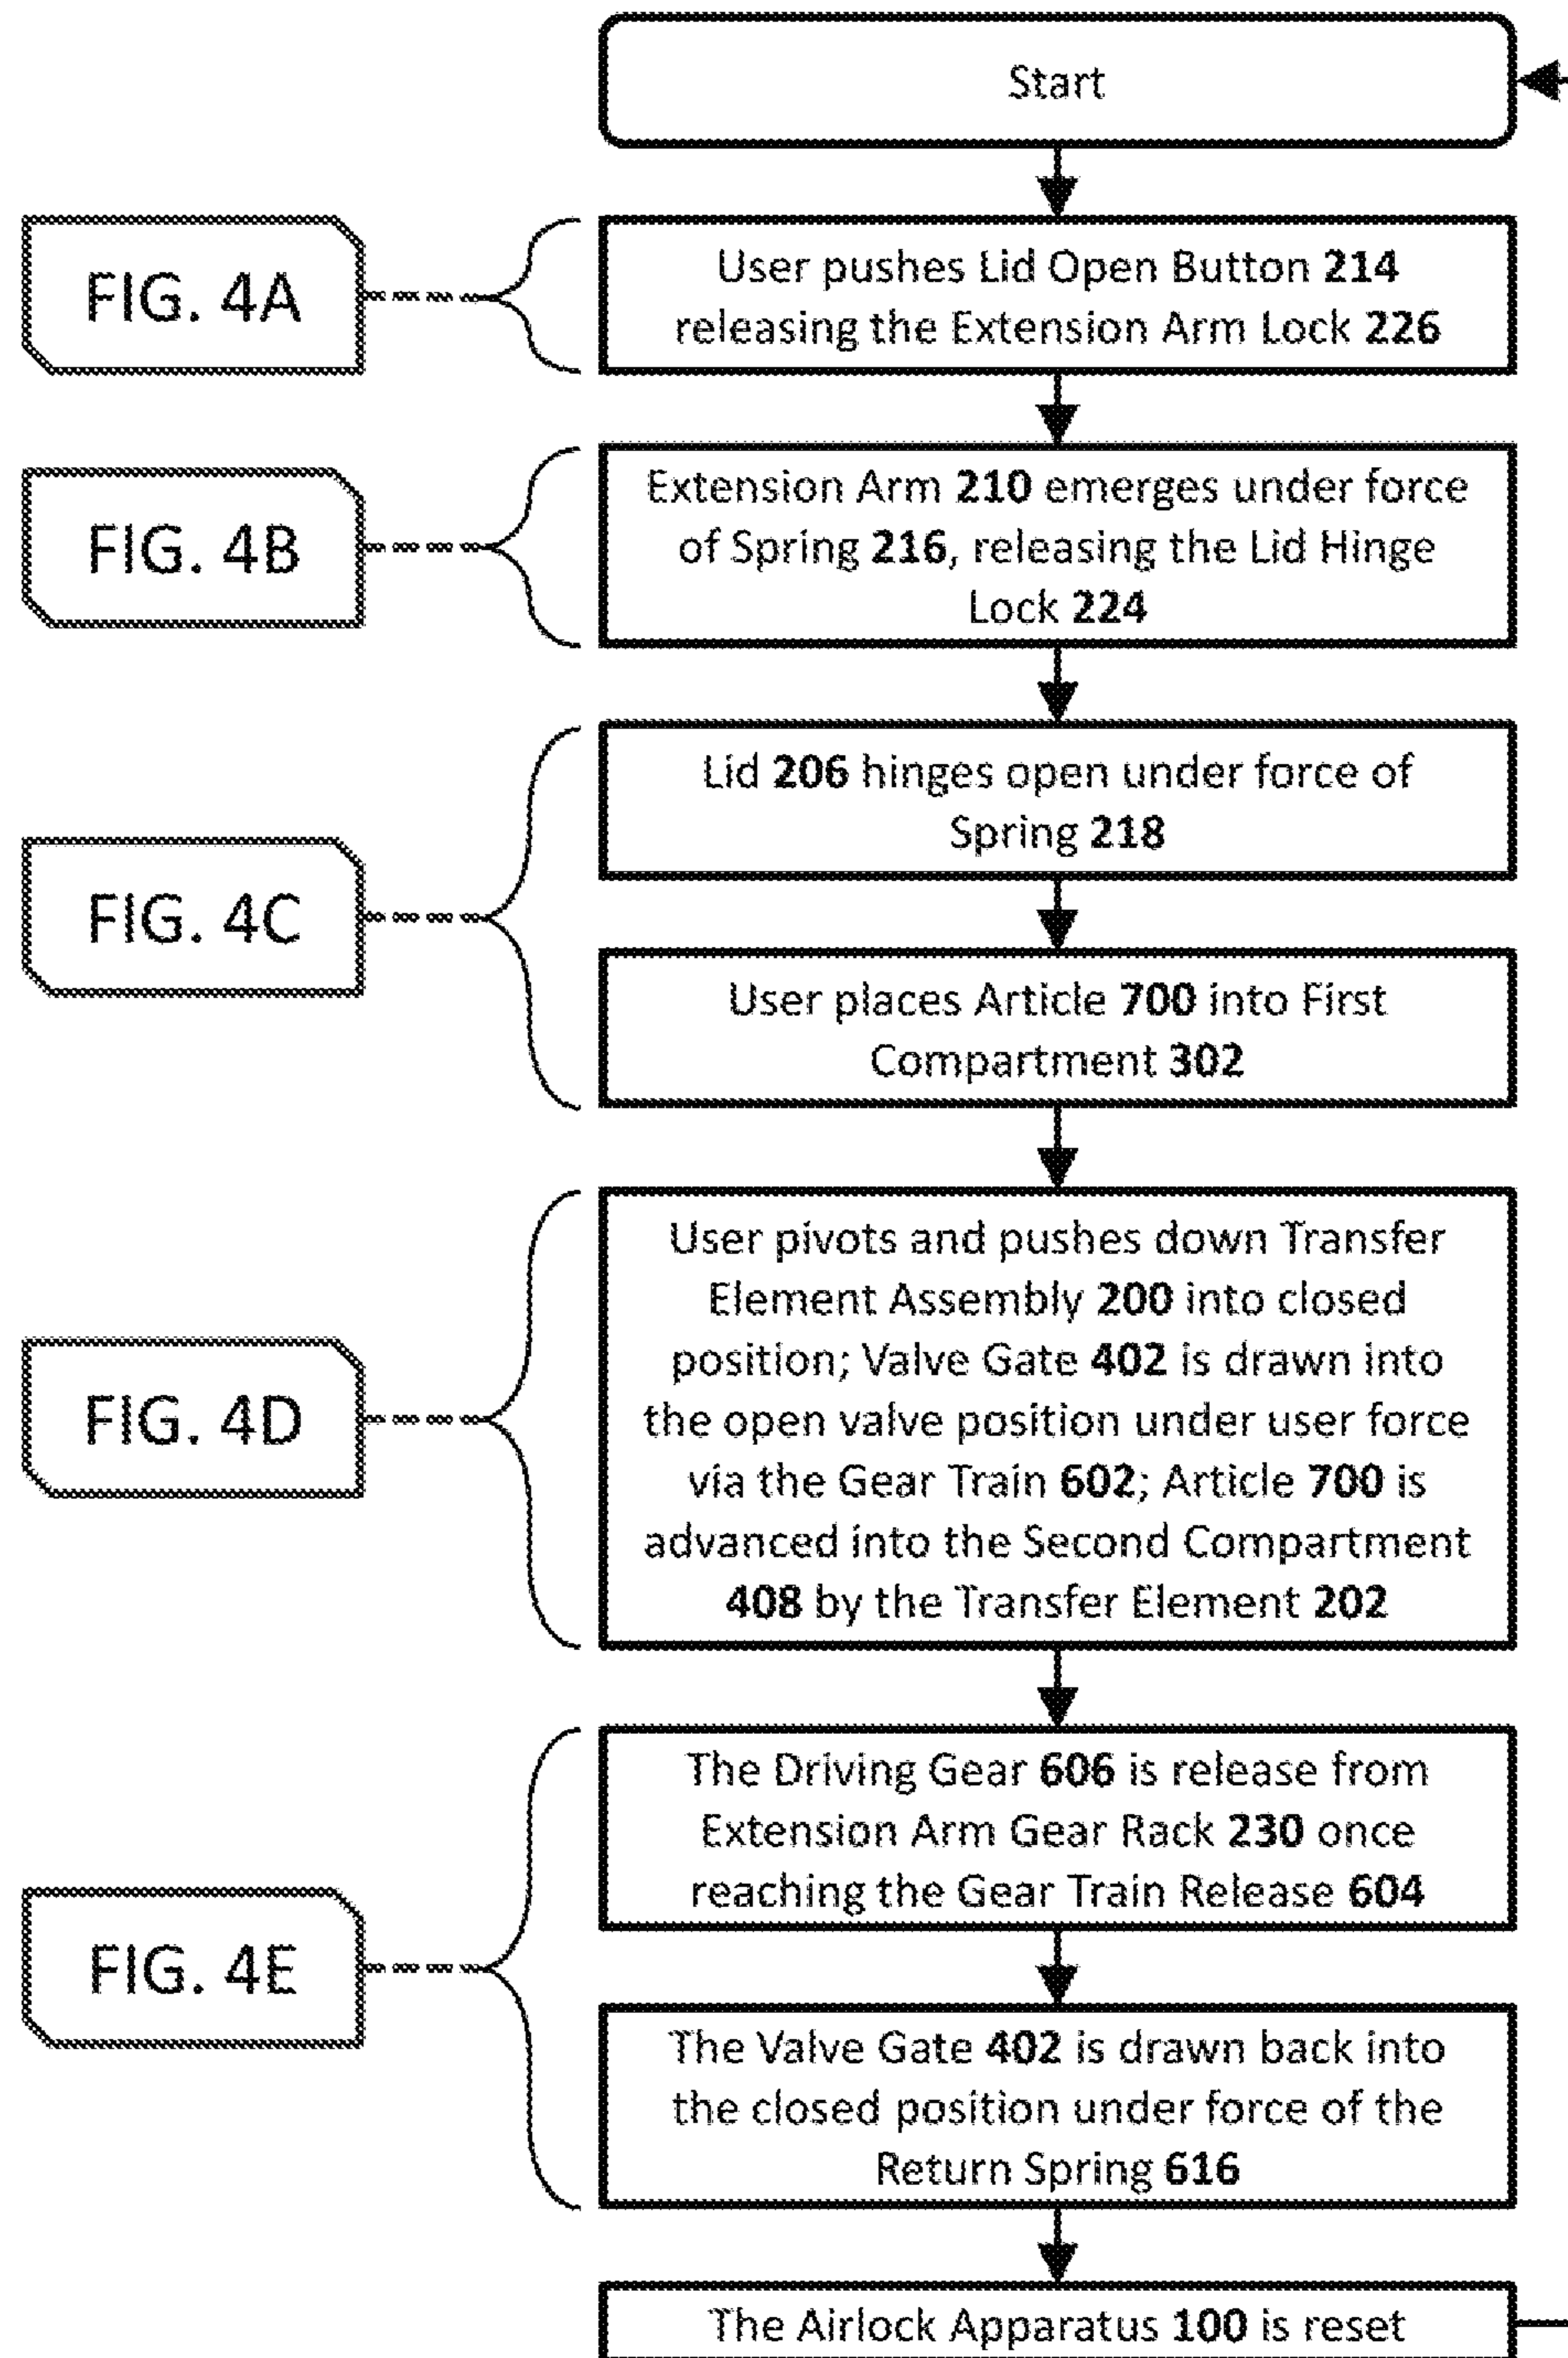 Start
FIG. 4A
User pushes Lid Open Button 214
releasing the Extension Arm Lock 226
FIG. 4B
Extension Arm 210 emerges under force
of Spring 216, releasing the Lid Hinge
Lock 224
FIG. 4C
Lid 206 hinges open under force of
Spring 218
User places Article 700 into First
Compartment 302
FIG. 4D
User pivots and pushes down Transfer
Element Assembly 200 into closed
position; Valve Gate 402 is drawn into
the open valve position under user force
via the Gear Train 602; Article 700 is
advanced into the Second Compartment
408 by the Transfer Element 202
FIG. 4E
The Driving Gear 606 is release from
Extension Arm Gear Rack 230 once
reaching the Gear Train Release 604
The Valve Gate 402 is drawn back into
the closed position under force of the
Return Spring 616
The Airlock Apparatus 100 is reset